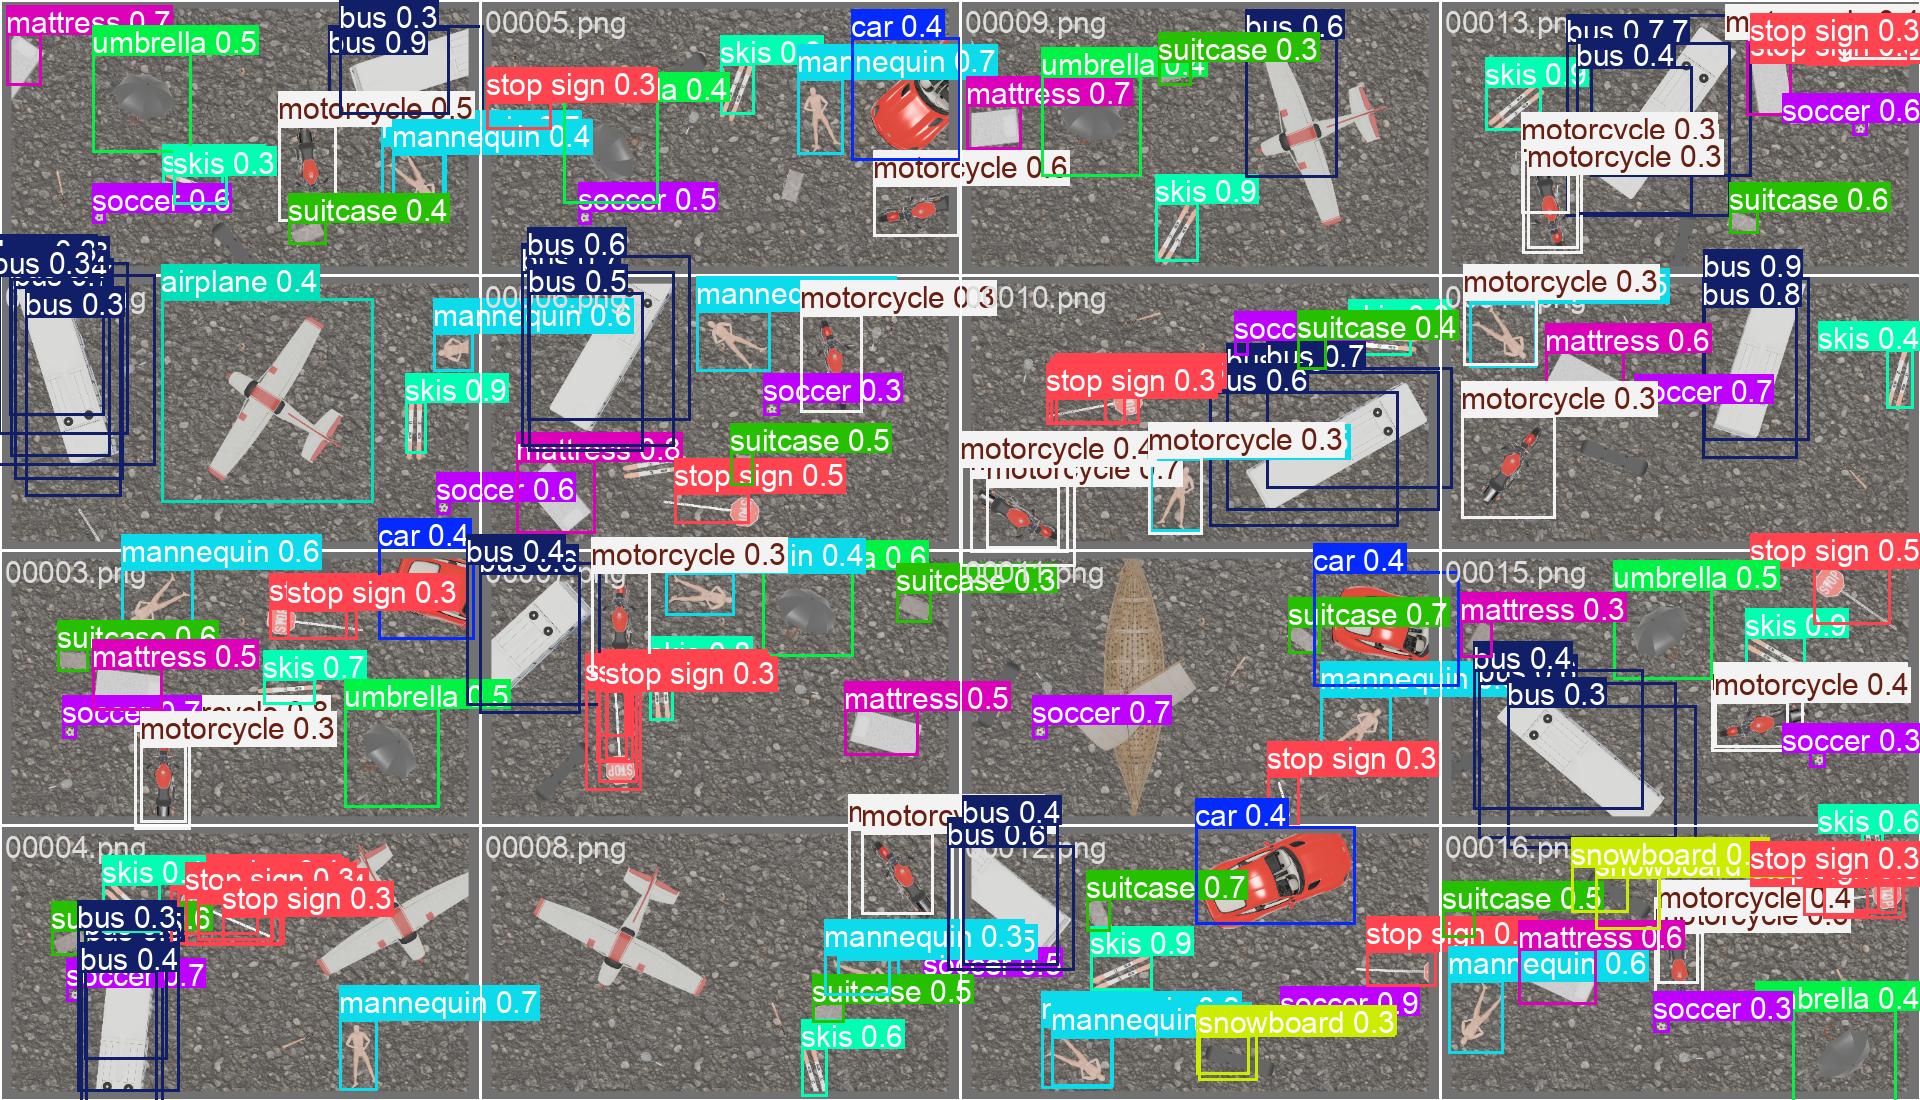 mattress 0.7
umbrella 0.5
bus 0.3
bus 0.9
motorcycle 0.5
mannequin 0.4
skis 0.3
soccer 0.6
suitcase 0.4
00005.png
stop sign 0.3
a 0.4
skis 0.
car 0.4
mannequin 0.7
soccer 0.5
motorcycle 0.6
00009.png
bus 0.6
suitcase 0.3
umbrella 0.4
mattress 0.7
skis 0.9
00013.pn
bus 0.7
bus 0.4
stop sign 0.3
skis 0.9
soccer 0.6
motorcycle 0.3
motorcycle 0.3
suitcase 0.6
bus 0.3
bus 0.3
airplane 0.4
mannequin 0.6
skis 0.9
soccer 0.6
bus 0.6
bus 0.5
manneq
motorcycle 0.3
soccer 0.3
mattress 0.8
suitcase 0.5
stop sign 0.5
010.png
socc
suitcase 0.4
bus 0.7
us 0.6
stop sign 0.3
motorcycle 0.4
motorcycle 0.3
motorcycle 0.7
motorcycle 0.3
bus 0.9
bus 0.8
mattress 0.6
skis 0.4
soccer 0.7
motorcycle 0.3
00003.png
mannequin 0.6
car 0.4
stop sign 0.3
suitcase 0.6
mattress 0.5
skis 0.7
soccer 0.7
motorcycle 0.3
umbrella 0.5
bus 0.4
motorcycle 0.3
in 0.4
a 0.6
suitcase 0.3
stop sign 0.3
mattress 0.5
STOP
car 0.4
suitcase 0.7
mannequin
soccer 0.7
stop sign 0.3
00015.png
stop sign 0.5
umbrella 0.5
mattress 0.3
skis 0.9
bus 0.4
bus 0.3
motorcycle 0.4
soccer 0.3
00004.png
skis 0.
stop sign 0.3
stop sign 0.3
bus 0.3
bus 0.4
soccer 0.7
mannequin 0.7
00008.png
motorcy
mannequin 0.3
soccer 0.5
suitcase 0.5
skis 0.6
bus 0.4
bus 0.6
car 0.4
suitcase 0.7
skis 0.9
stop sign 0.
soccer 0.9
mannequin
snowboard 0.3
skis 0.6
00016.pn
snowboard 0.
stop sign 0.3
suitcase 0.5
motorcycle 0.4
mattress 0.6
mannequin 0.6
soccer 0.3
brella 0.4